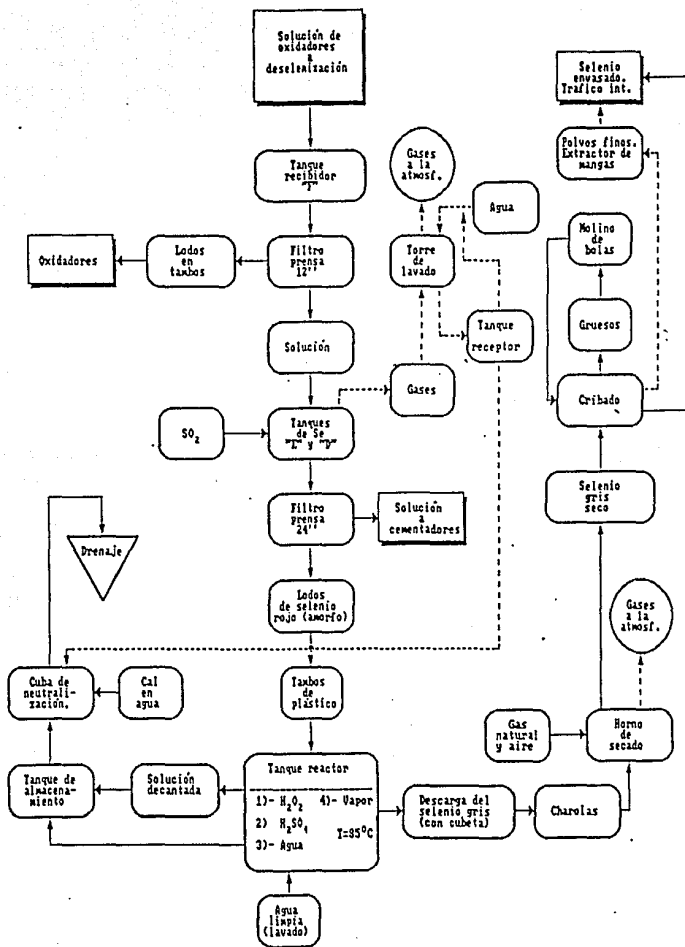 Solución de
oxidadores
a
deselenización
Selenio
envasado.
Trafico int.
Tanque
recibidor
"F"
Gases
a la
atmosf.
Polvos finos.
Extractor de
mangas
Agua
Oxidadores
Lodos
en
tambos
Filtro
prensa
12''
Torre
de
lavado
Molino
de
bolas
Solución
Tanque
receptor
Gruesos
Gases
Cribado
SO2
Tanques
de Se
y "D"
Selenio
gris
seco
Filtro
prensa
24''
Solución
a
cementadores
Drenaje
Lodos
de selenio
rojo (amorfo)
Gases
a la
atmosf.
Cuba de
neutrali-
zación.
Cal
en
agua
Tambos
de
plástico
Gas
natural
y aire
Horno
de
secado
Tanque de
almacena-
miento
Solución
decantada
Tanque reactor
1)- H2O2 4)- Vapor
2) H2SO4
T=85°C
3)- Agua
Descarga del
selenio gris
(con cubeta)
Charolas
Agua
limpia
(lavado)